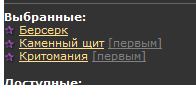 Выбранные:
Берсерк
Каменный щит [первым]
Критомания [первым]
Доступные: